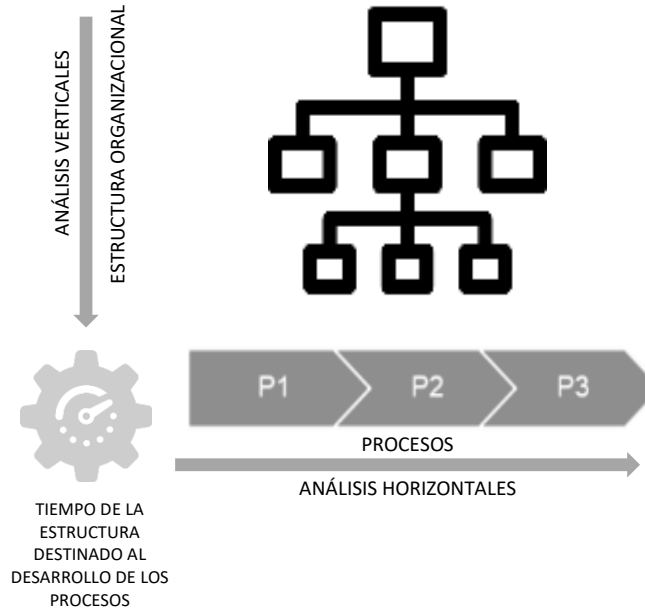 ANÁLISIS VERTICALES
ESTRUCTURA ORGANIZACIONAL
P1
P2
P3
PROCESOS
ANÁLISIS HORIZONTALES
TIEMPO DE LA
ESTRUCTURA
DESTINADO AL
DESARROLLO DE LOS
PROCESOS